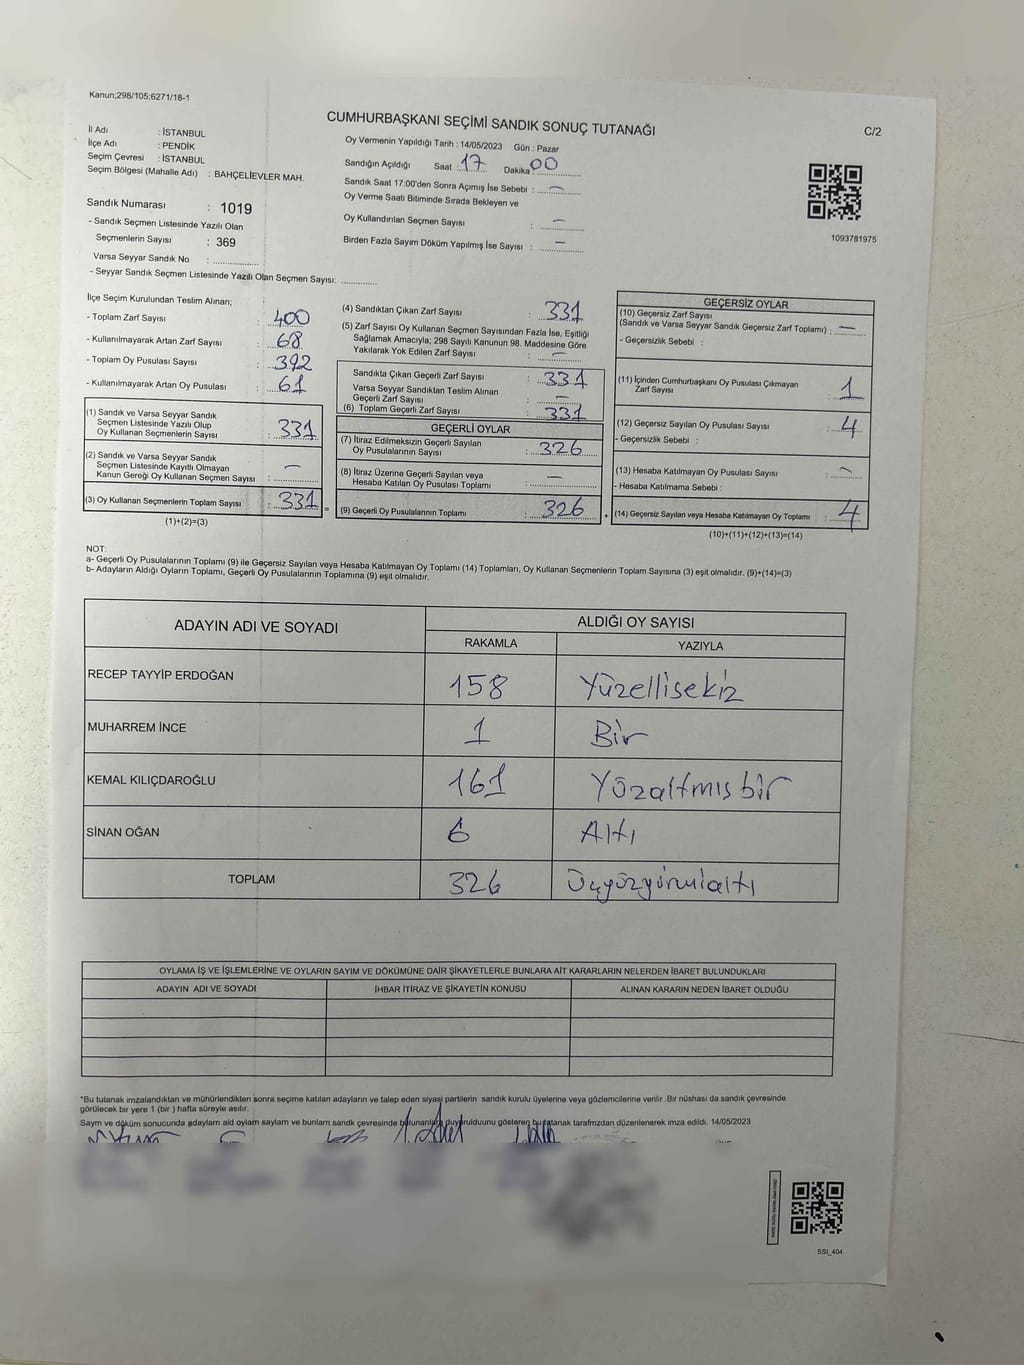 Kanun;298/105;6271/18-1
CUMHURBAŞKANI SEÇİMİ SANDIK SONUÇ TUTANAĞI
C/2
İl Adı : İSTANBUL
İlçe Adı : PENDİK
Seçim Çevresi : İSTANBUL
Seçim Bölgesi (Mahalle Adı) : BAHÇELİEVLER MAH.
Sandık Numarası : 1019
- Sandık Seçmen Listesinde Yazılı Olan
Seçmenlerin Sayısı : 369
Varsa Seyyar Sandık No :
- Seyyar Sandık Seçmen Listesinde Yazılı Olan Seçmen Sayısı:
Oy Vermenin Yapıldığı Tarih : 14/05/2023 Gün : Pazar
Sandığın Açıldığı Saat : 17 Dakika 00
Sandık Saat 17:00'den Sonra Açımış İse Sebebi : —
Oy Verme Saati Bitiminde Sırada Bekleyen ve
Oy Kullandırılan Seçmen Sayısı : —
Birden Fazla Sayım Döküm Yapılmış İse Sayısı : —
1093781975
İlçe Seçim Kurulundan Teslim Alınan;
- Toplam Zarf Sayısı : 400
- Kullanılmayarak Artan Zarf Sayısı : 68
- Toplam Oy Pusulası Sayısı : 392
- Kullanılmayarak Artan Oy Pusulası : 61
(1) Sandık ve Varsa Seyyar Sandık
Seçmen Listesinde Yazılı Olup
Oy Kullanan Seçmenlerin Sayısı : 331
(2) Sandık ve Varsa Seyyar Sandık
Seçmen Listesinde Kayıtlı Olmayan
Kanun Gereği Oy Kullanan Seçmen Sayısı : —
(3) Oy Kullanan Seçmenlerin Toplam Sayısı : 331 =
(1)+(2)=(3)
(4) Sandıktan Çıkan Zarf Sayısı : 331
(5) Zarf Sayısı Oy Kullanan Seçmen Sayısından Fazla İse, Eşitliği
Sağlamak Amacıyla; 298 Sayılı Kanunun 98. Maddesine Göre
Yakılarak Yok Edilen Zarf Sayısı : —
Sandıkta Çıkan Geçerli Zarf Sayısı : 331
Varsa Seyyar Sandıktan Teslim Alınan
Geçerli Zarf Sayısı : —
(6) Toplam Geçerli Zarf Sayısı : 331
GEÇERLİ OYLAR
(7) İtiraz Edilmeksizin Geçerli Sayılan
Oy Pusulalarının Sayısı : 326
(8) İtiraz Üzerine Geçerli Sayılan veya
Hesaba Katılan Oy Pusulası Toplamı : —
(9) Geçerli Oy Pusulalarının Toplamı : 326 +
GEÇERSİZ OYLAR
(10) Geçersiz Zarf Sayısı
(Sandık ve Varsa Seyyar Sandık Geçersiz Zarf Toplamı) : —
- Geçersizlik Sebebi :
(11) İçinden Cumhurbaşkanı Oy Pusulası Çıkmayan
Zarf Sayısı : 1
(12) Geçersiz Sayılan Oy Pusulası Sayısı : 4
- Geçersizlik Sebebi :
(13) Hesaba Katılmayan Oy Pusulası Sayısı : —
- Hesaba Katılmama Sebebi :
(14) Geçersiz Sayılan veya Hesaba Katılmayan Oy Toplamı : 4
(10)+(11)+(12)+(13)=(14)
NOT:
a- Geçerli Oy Pusulalarının Toplamı (9) ile Geçersiz Sayılan veya Hesaba Katılmayan Oy Toplamı (14) Toplamları, Oy Kullanan Seçmenlerin Toplam Sayısına (3) eşit olmalıdır. (9)+(14)=(3)
b- Adayların Aldığı Oyların Toplamı, Geçerli Oy Pusulalarının Toplamına (9) eşit olmalıdır.
ADAYIN ADI VE SOYADI
ALDIĞI OY SAYISI
RAKAMLA YAZIYLA
RECEP TAYYİP ERDOĞAN 158 Yüzellisekiz
MUHARREM İNCE 1 Bir
KEMAL KILIÇDAROĞLU 161 Yüzaltmışbir
SİNAN OĞAN 6 Altı
TOPLAM 326 Üçyüzyirmialtı
OYLAMA İŞ VE İŞLEMLERİNE VE OYLARIN SAYIM VE DÖKÜMÜNE DAİR ŞİKAYETLERLE BUNLARA AİT KARARLARIN NELERDEN İBARET BULUNDUKLARI
ADAYIN ADI VE SOYADI İHBAR İTİRAZ VE ŞİKAYETİN KONUSU ALINAN KARARIN NEDEN İBARET OLDUĞU
*Bu tutanak imzalandıktan ve mühürlendikten sonra seçime katılan adayların ve talep eden siyasi partilerin sandık kurulu üyelerine veya gözlemcilerine verilir .Bir nüshası da sandık çevresinde
görülecek bir yere 1 (bir ) hafta süreyle asılır.
Sayım ve döküm sonucunda adayların ald oylam saylam ve bunların sandık çevresinde bulunanlara duyurulduunu gösteren bu tutanak tarafmzdan düzenlenerek imza edildi. 14/05/2023
SSI_404